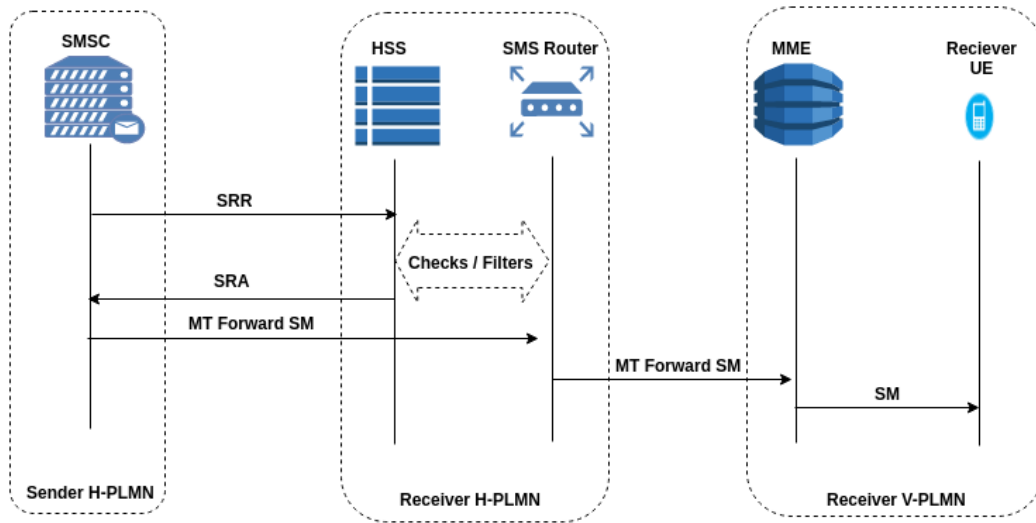 SMSC
HSS
SMS Router
MME
Reciever
UE
SRR
Checks / Filters
SRA
MT Forward SM
MT Forward SM
SM
Sender H-PLMN
Receiver H-PLMN
Receiver V-PLMN